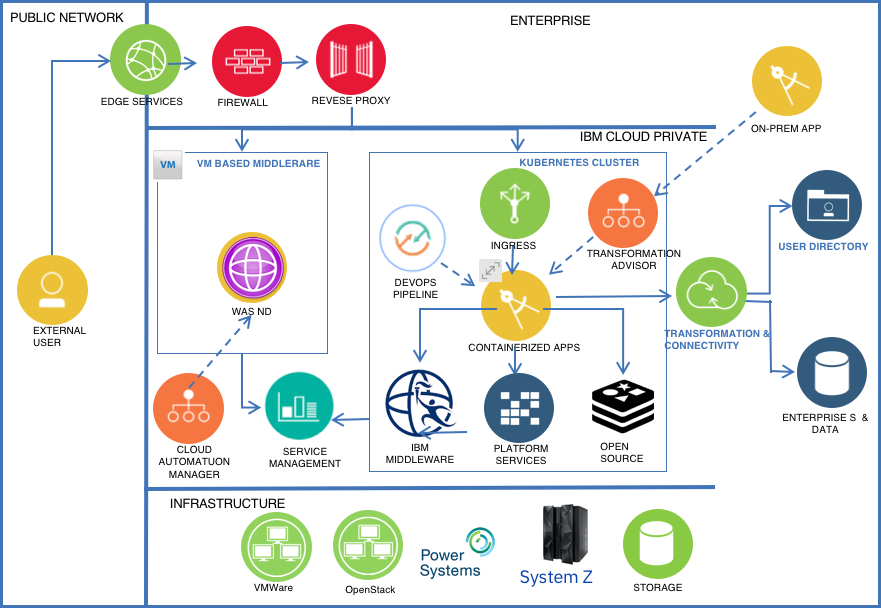 PUBLIC NETWORK
ENTERPRISE
EDGE SERVICES
FIREWALL
REVESE PROXY
ON-PREM APP
IBM CLOUD PRIVATE
VM
VM BASED MIDDLERARE
KUBERNETES CLUSTER
INGRESS
TRANSFORMATION
ADVISOR
USER DIRECTORY
DEVOPS
PIPELINE
WAS ND
EXTERNAL
USER
CONTAINERIZED APPS
TRANSFORMATION &
CONNECTIVITY
ENTERPRISE S &
DATA
CLOUD
AUTOMATUON
MANAGER
SERVICE
MANAGEMENT
IBM
MIDDLEWARE
PLATFORM
SERVICES
OPEN
SOURCE
INFRASTRUCTURE
VMWare
OpenStack
Power
Systems
System Z
STORAGE